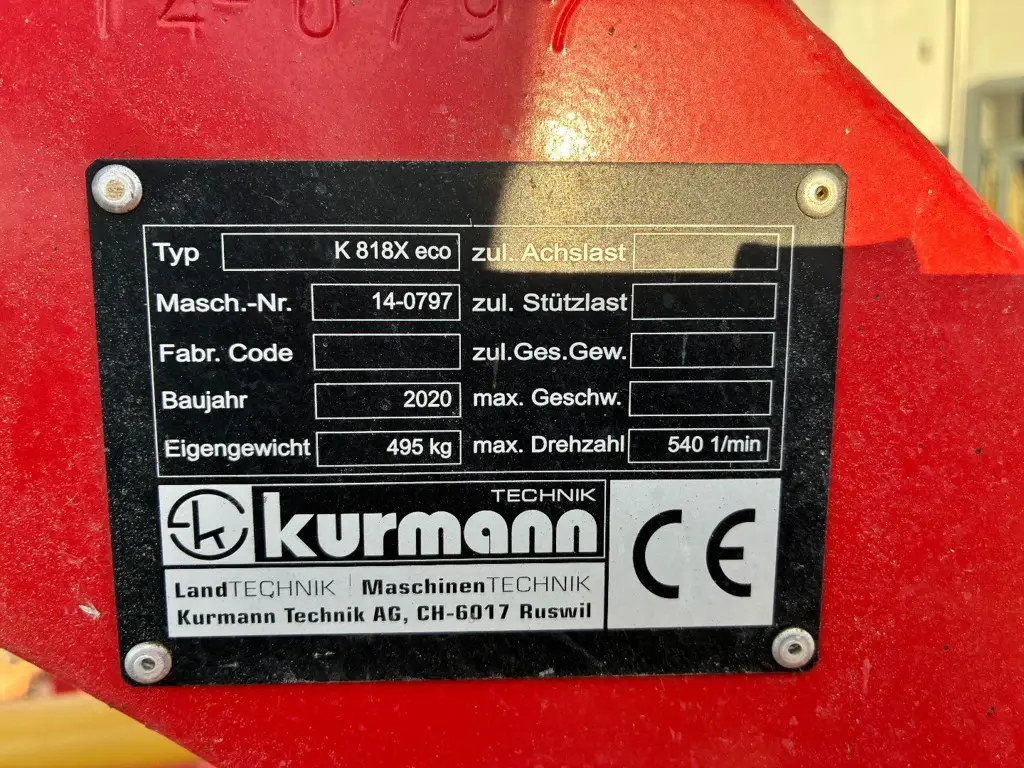 14-0797
Typ K 818X eco zul. Achslast
Masch.-Nr. 14-0797 zul. Stützlast
Fabr. Code zul.Ges.Gew.
Baujahr 2020 max. Geschw.
Eigengewicht 495 kg max. Drehzahl 540 1/min
TECHNIK
k kurmann CE
LandTECHNIK | MaschinenTECHNIK
Kurmann Technik AG, CH-6017 Ruswil